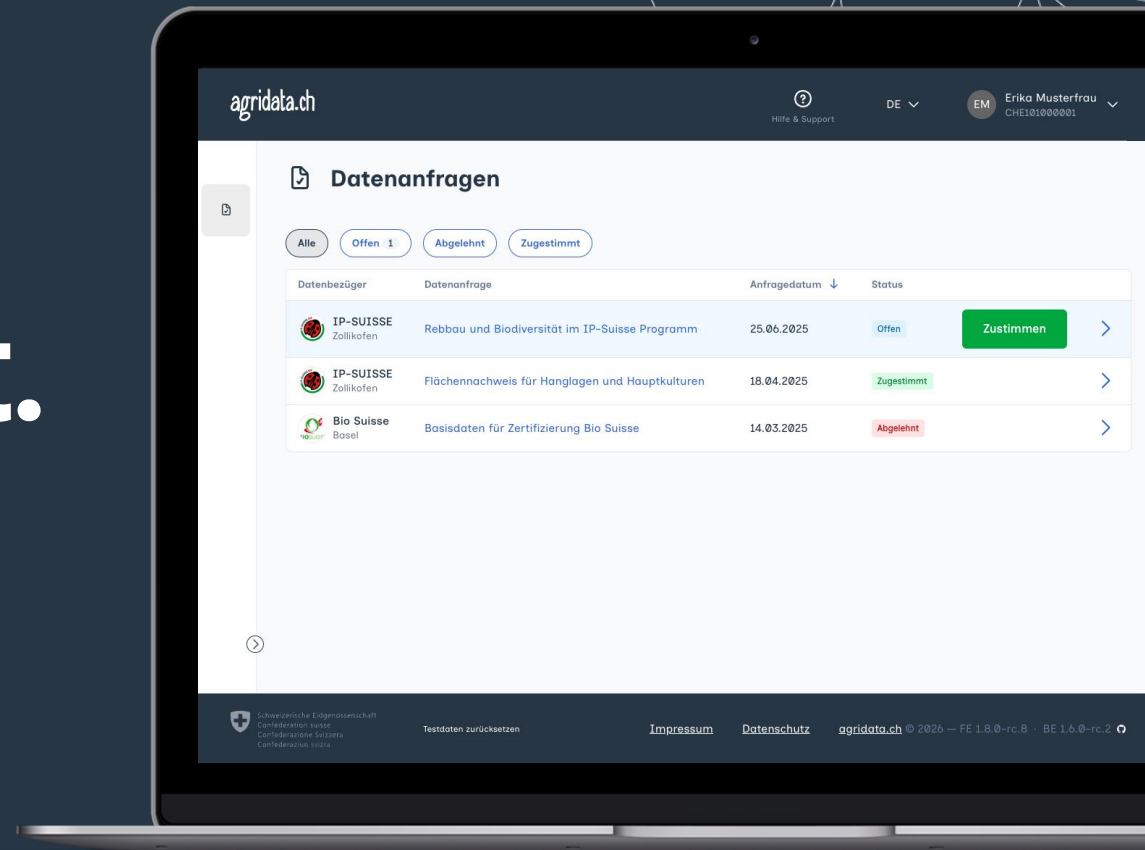 agridata.ch
Hilfe & Support
DE
EM
Erika Musterfrau
CHE101000001
Datenanfragen
Alle
Offen 1
Abgelehnt
Zugestimmt
Datenbezüger Datenanfrage Anfragedatum Status
IP-SUISSE
Zollikofen
Rebbau und Biodiversität im IP-Suisse Programm 25.06.2025 Offen Zustimmen
IP-SUISSE
Zollikofen
Flächennachweis für Hanglagen und Hauptkulturen 18.04.2025 Zugestimmt
Bio Suisse
Basel
Basisdaten für Zertifizierung Bio Suisse 14.03.2025 Abgelehnt
Schweizerische Eidgenossenschaft
Confédération suisse
Confederazione Svizzera
Confederaziun svizra
Testdaten zurücksetzen
Impressum Datenschutz agridata.ch © 2026 — FE 1.8.0-rc.8 · BE 1.6.0-rc.2